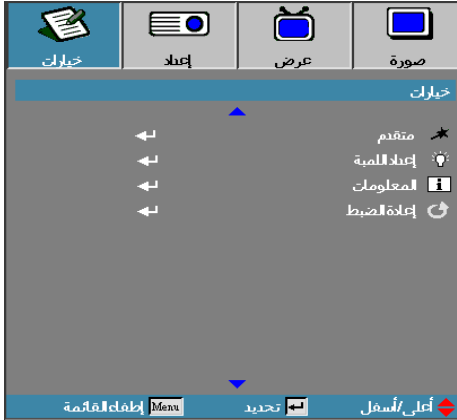 صورة عرض إعداد خيارات
خيارات
متقدم
إعداد اللمبة
المعلومات
إعادة الضبط
أعلى/أسفل تحديد Menu إطفاء القائمة